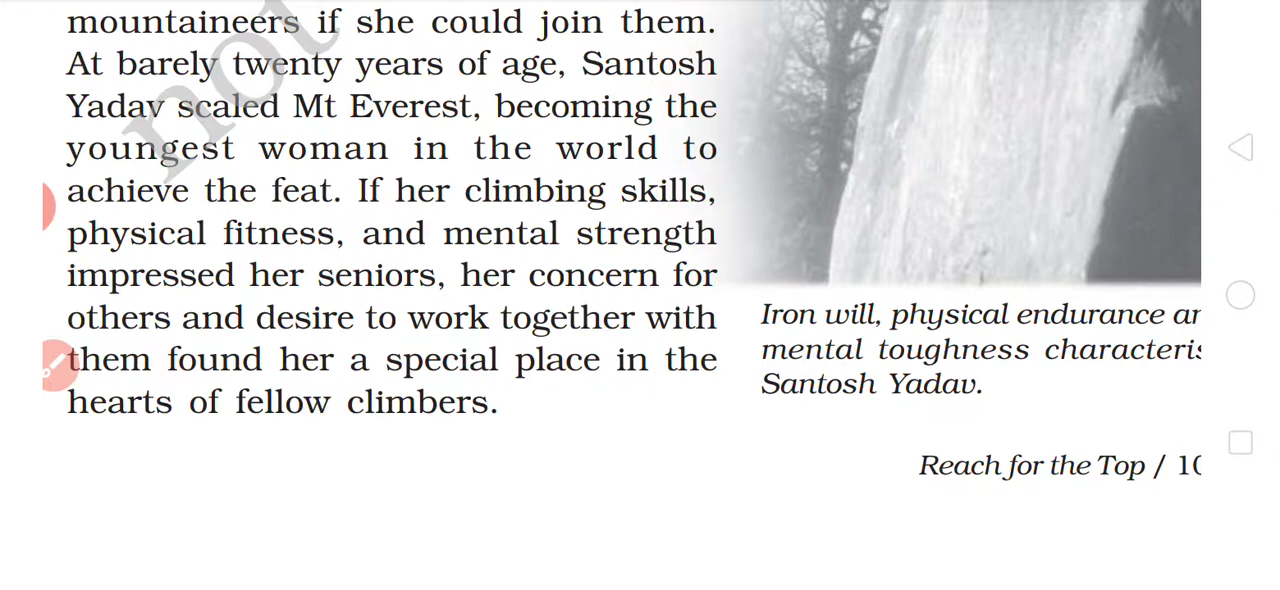 mountaineers if she could join them.
At barely twenty years of age, Santosh
Yadav scaled Mt Everest, becoming the
youngest woman in the world to
achieve the feat. If her climbing skills,
physical fitness, and mental strength
impressed her seniors, her concern for
others and desire to work together with
them found her a special place in the
hearts of fellow climbers.
not
Iron will, physical endurance
mental toughness
Santosh Yadav.
Reach for the Top /